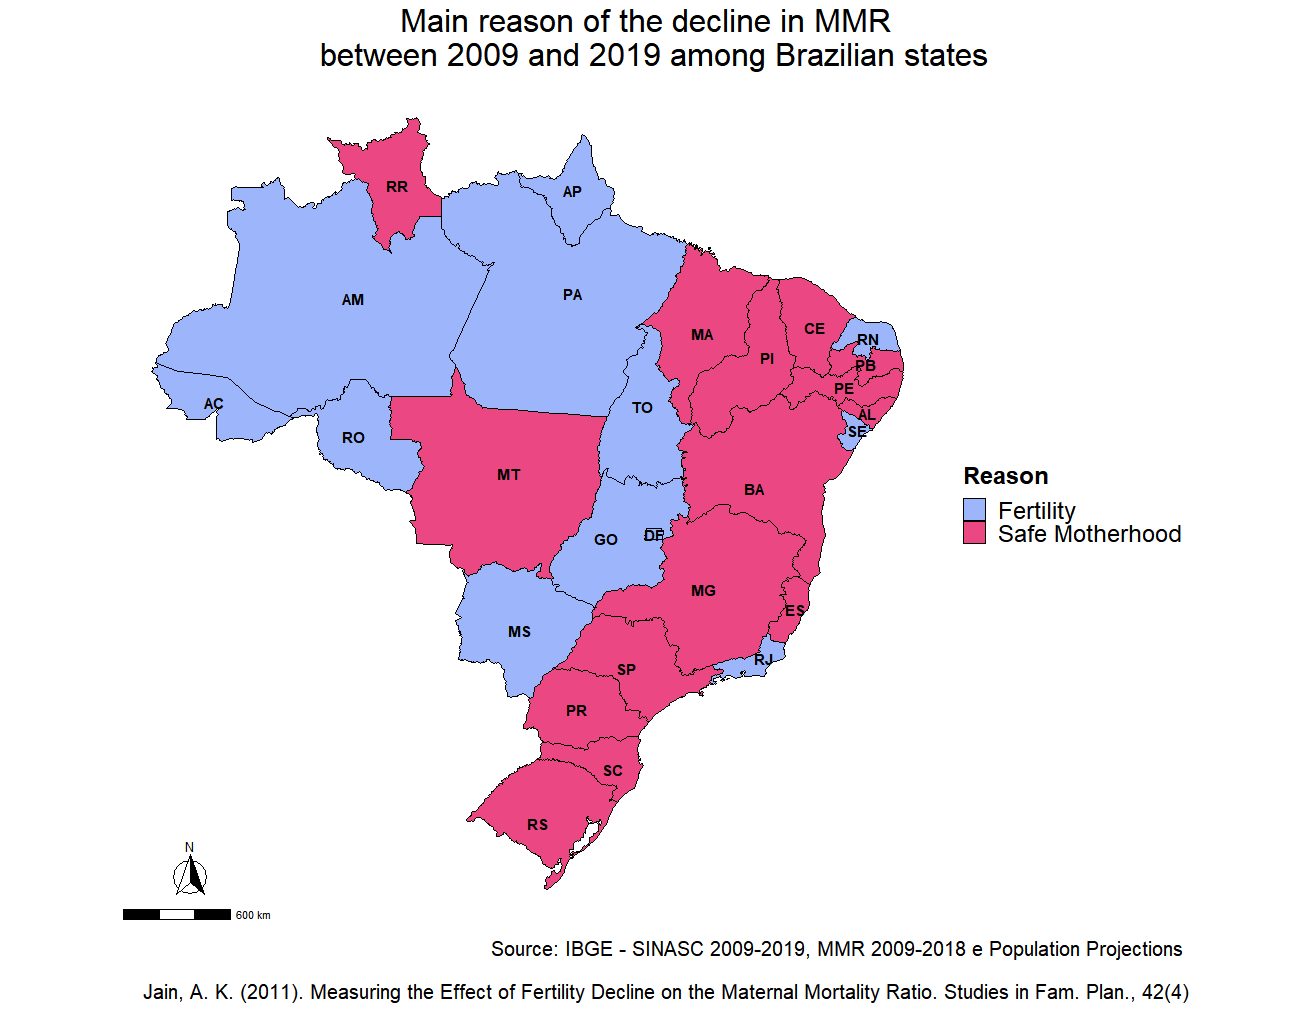 Main reason of the decline in MMR
between 2009 and 2019 among Brazilian states
RR
AP
AM
PA
MA
CE
RN
PI
PB
PE
AC
TO
AL
RO
SE
MT
BA
GO
DF
MG
ES
MS
RJ
SP
PR
SC
RS
Reason
Fertility
Safe Motherhood
N
600 km
Source: IBGE - SINASC 2009-2019, MMR 2009-2018 e Population Projections
Jain, A. K. (2011). Measuring the Effect of Fertility Decline on the Maternal Mortality Ratio. Studies in Fam. Plan., 42(4)